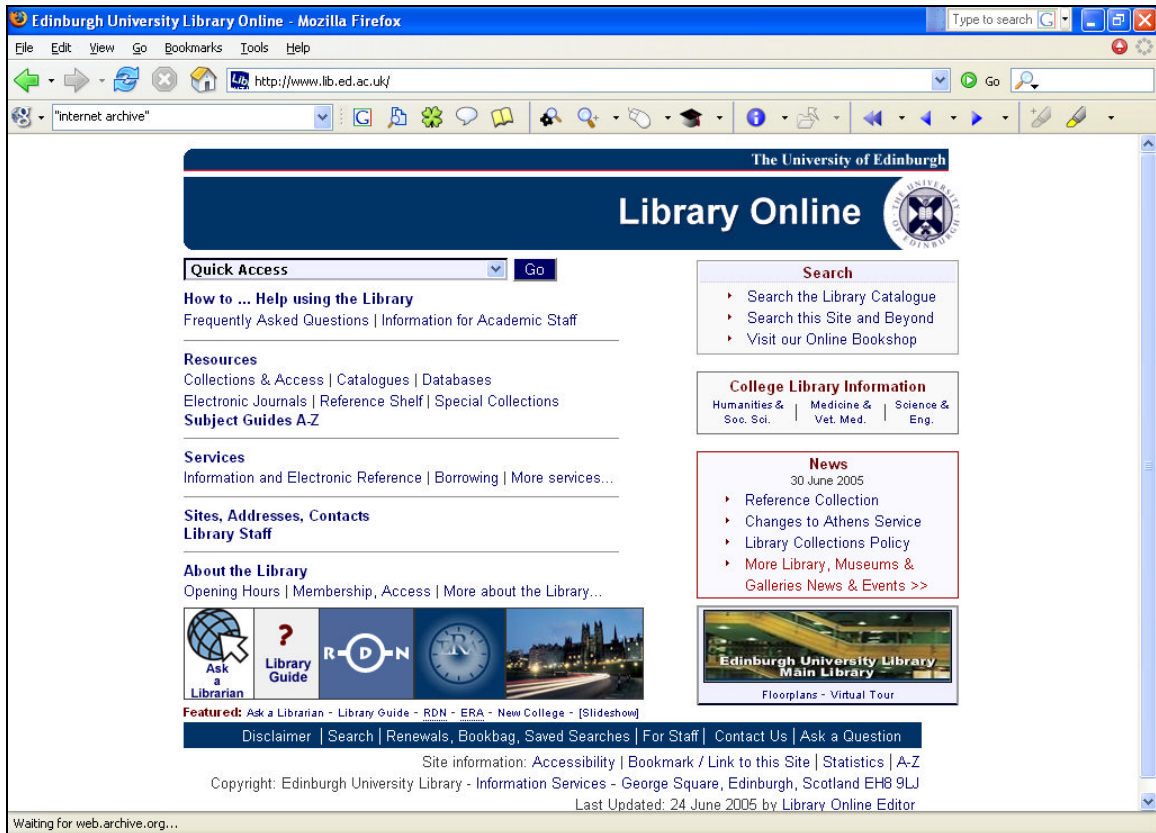 Edinburgh University Library Online - Mozilla Firefox
Type to search
File Edit View Go Bookmarks Tools Help
http://www.lib.ed.ac.uk/
Go
"internet archive"
The University of Edinburgh
Library Online
THE UNIVERSITY OF EDINBURGH
Quick Access
Go
How to ... Help using the Library
Frequently Asked Questions | Information for Academic Staff
Resources
Collections & Access | Catalogues | Databases
Electronic Journals | Reference Shelf | Special Collections
Subject Guides A-Z
Services
Information and Electronic Reference | Borrowing | More services...
Sites, Addresses, Contacts
Library Staff
About the Library
Opening Hours | Membership, Access | More about the Library...
Ask
a
Librarian
?
Library
Guide
R-D-N
ERA
Featured: Ask a Librarian - Library Guide - RDN - ERA - New College - [Slideshow]
Search
Search the Library Catalogue
Search this Site and Beyond
Visit our Online Bookshop
College Library Information
Humanities & | Medicine & | Science &
Soc. Sci. Vet. Med. Eng.
News
30 June 2005
Reference Collection
Changes to Athens Service
Library Collections Policy
More Library, Museums &
Galleries News & Events >>
Edinburgh University Library
Main Library
Floorplans - Virtual Tour
Disclaimer | Search | Renewals, Bookbag, Saved Searches | For Staff | Contact Us | Ask a Question
Site information: Accessibility | Bookmark / Link to this Site | Statistics | A-Z
Copyright: Edinburgh University Library - Information Services - George Square, Edinburgh, Scotland EH8 9LJ
Last Updated: 24 June 2005 by Library Online Editor
Waiting for web.archive.org...